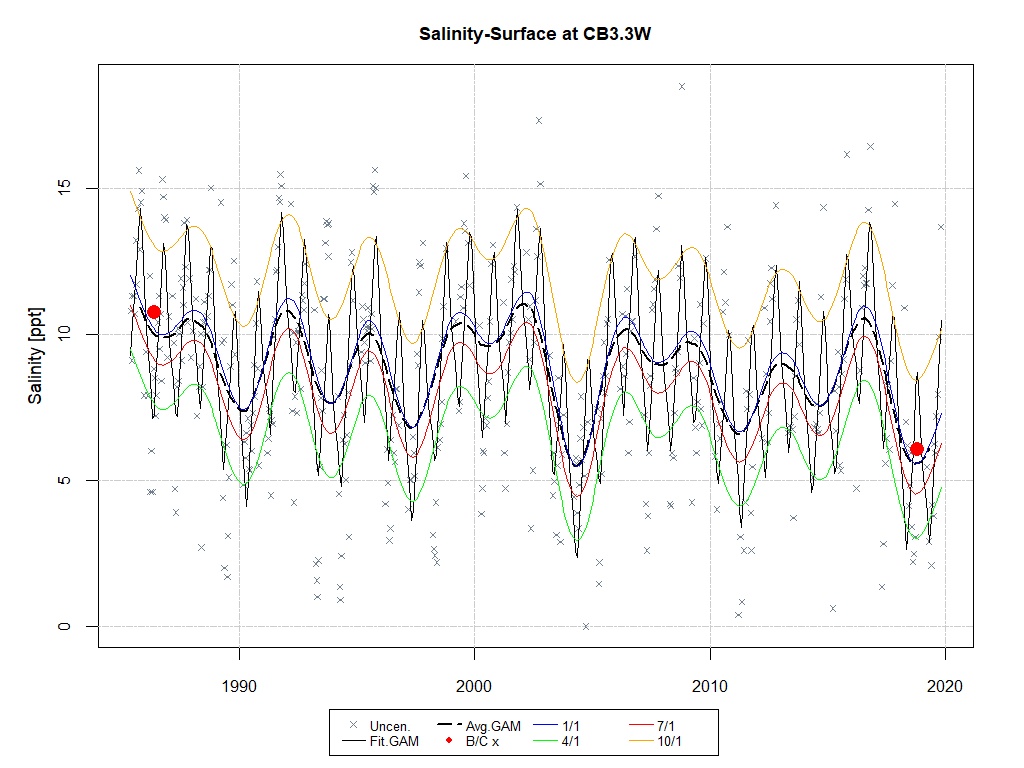 Salinity-Surface at CB3.3W
Salinity [ppt]
15
10
5
0
1990 2000 2010 2020
Uncen. Avg.GAM 1/1 7/1
Fit.GAM B/C x 4/1 10/1